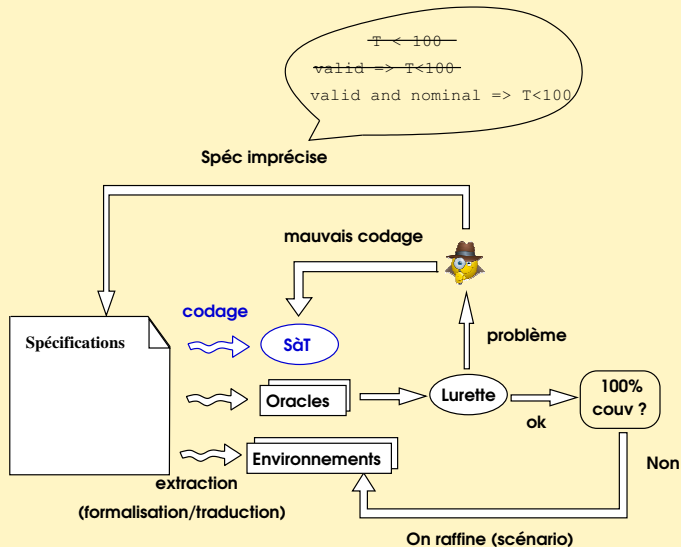 T < 100
valid => T<100
valid and nominal => T<100
Spéc imprécise
mauvais codage
codage
Spécifications
SàT
problème
Oracles
Lurette
100%
couv ?
ok
Environnements
Non
extraction
(formalisation/traduction)
On raffine (scénario)